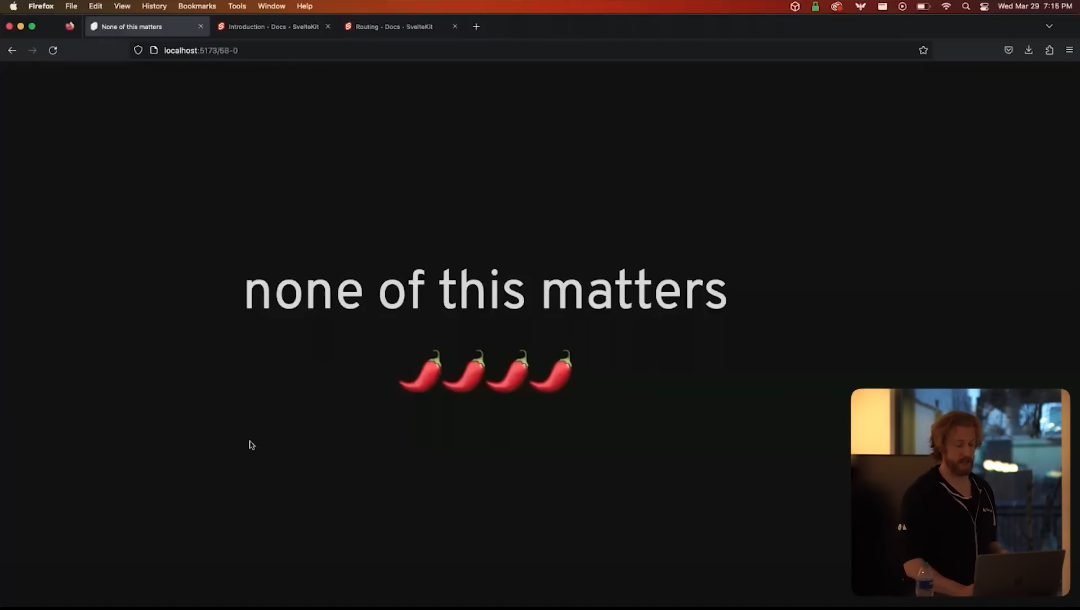 Firefox File Edit View History Bookmarks Tools Window Help Wed Mar 29 7:15 PM
None of this matters Introduction • Docs • SvelteKit Routing • Docs • SvelteKit
localhost:5173/58-0
none of this matters